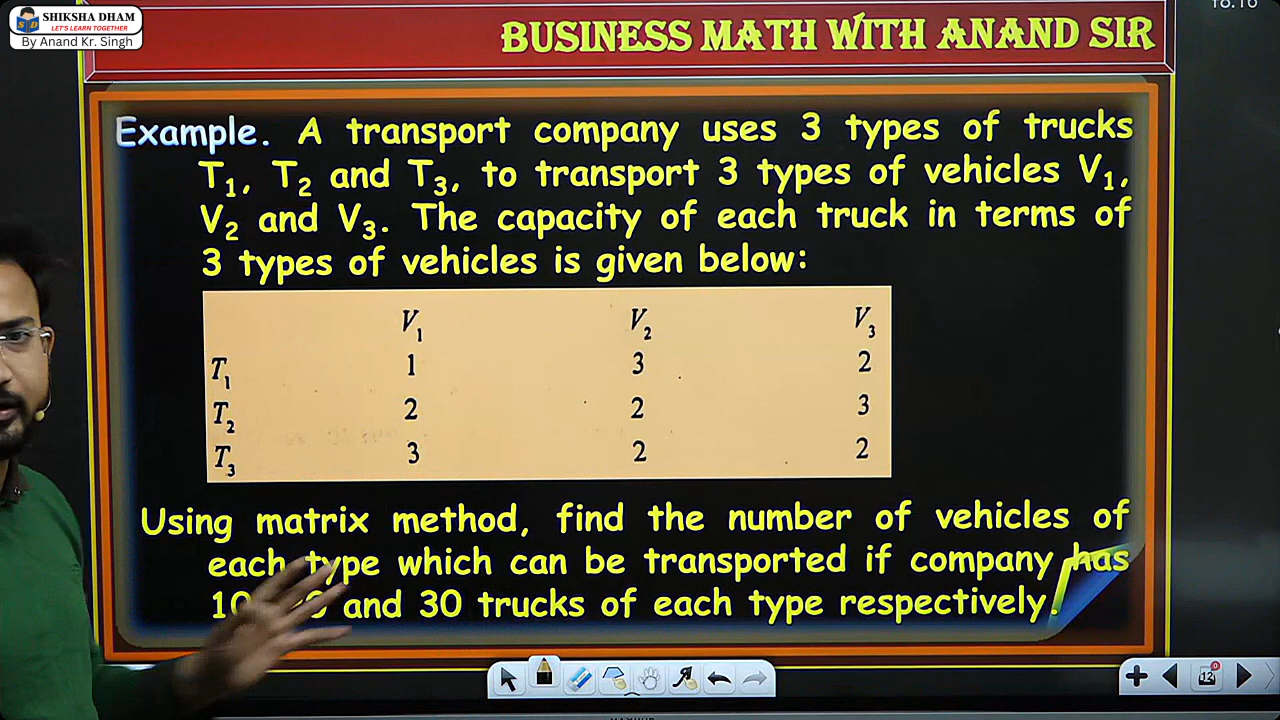 SHIKSHA DHAM
LET'S LEARN TOGETHER
By Anand Kr. Singh
BUSINESS MATH WITH ANAND SIR
Example. A transport company uses 3 types of trucks
T₁, T₂ and T₃, to transport 3 types of vehicles V₁,
V₂ and V₃. The capacity of each truck in terms of
3 types of vehicles is given below:
V₁ V₂ V₃
T₁ 1 3 2
T₂ 2 2 3
T₃ 3 2 2
Using matrix method, find the number of vehicles of
each type which can be transported if company has
10 and 30 trucks of each type respectively.
12